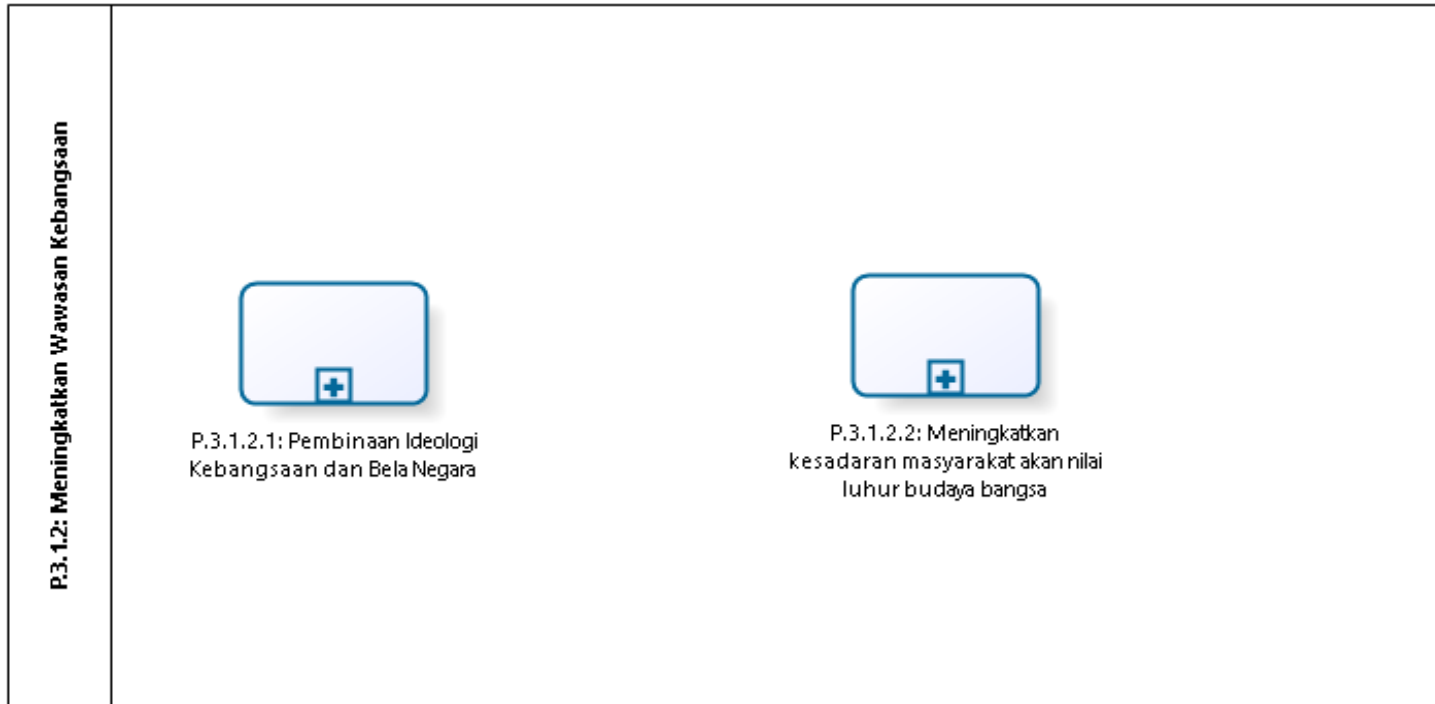 P.3.1.2: Meningkatkan Wawasan Kebangsaan
P.3.1.2.1: Pembinaan Ideologi
Kebangsaan dan Bela Negara
P.3.1.2.2: Meningkatkan
kesadaran masyarakat akan nilai
luhur budaya bangsa